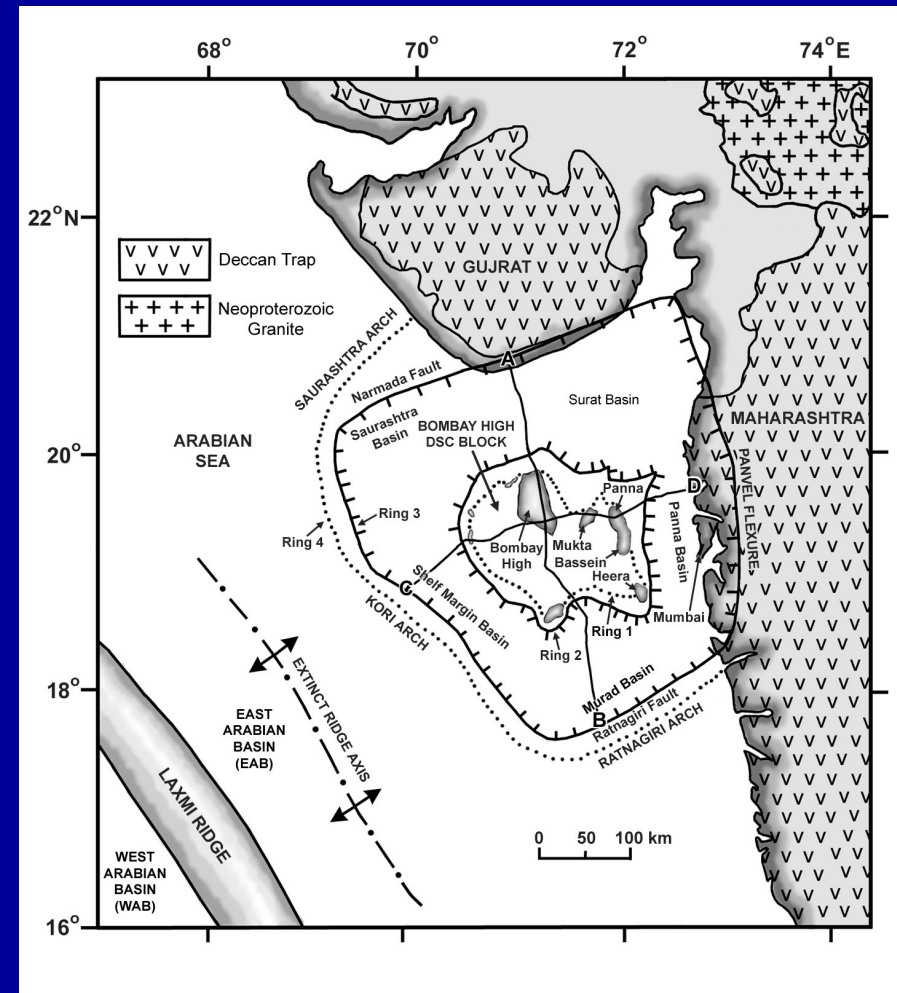 68°
70°
72°
74°E
22°N
20°
18°
16°
Deccan Trap
Neoproterozoic
Granite
GUJRAT
SAURASHTRA ARCH
Narmada Fault
A
Surat Basin
Saurashtra
Basin
BOMBAY HIGH
DSC BLOCK
MAHARASHTRA
ARABIAN
SEA
Panna
D
PANVEL FLEXURE
Ring 3
Ring 4
Bombay
High
Mukta
Bassein
Heera
Panna Basin
Mumbai
C
Shelf Margin Basin
KORI ARCH
Ring 1
Ring 2
Murad Basin
B
Ratnagiri Fault
RATNAGIRI ARCH
EXTINCT RIDGE AXIS
EAST
ARABIAN
BASIN
(EAB)
LAXMI RIDGE
WEST
ARABIAN
BASIN
(WAB)
0 50 100 km